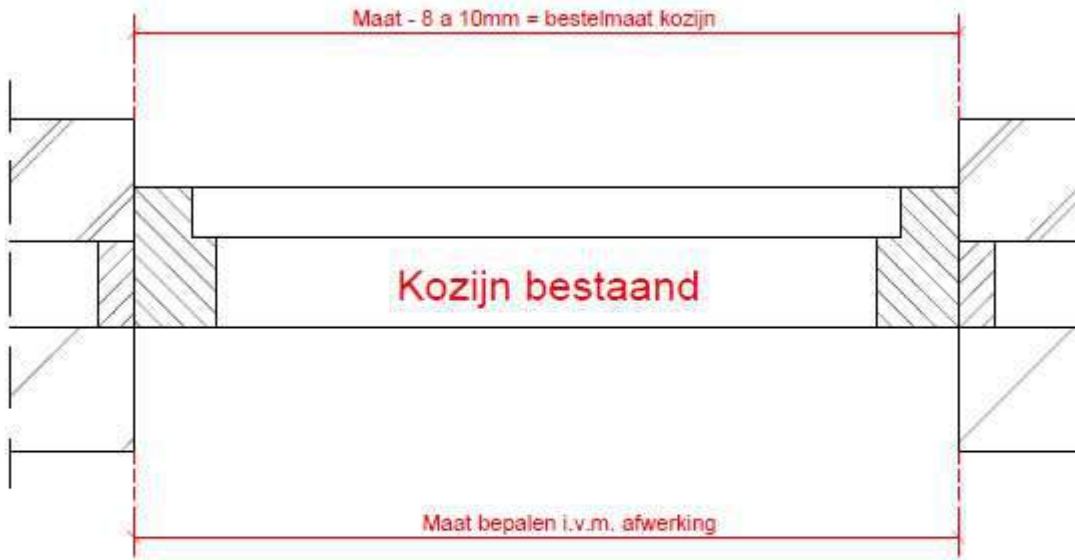 Maat - 8 a 10mm = bestelmaat kozijn
Kozijn bestaand
Maat bepalen i.v.m. afwerking